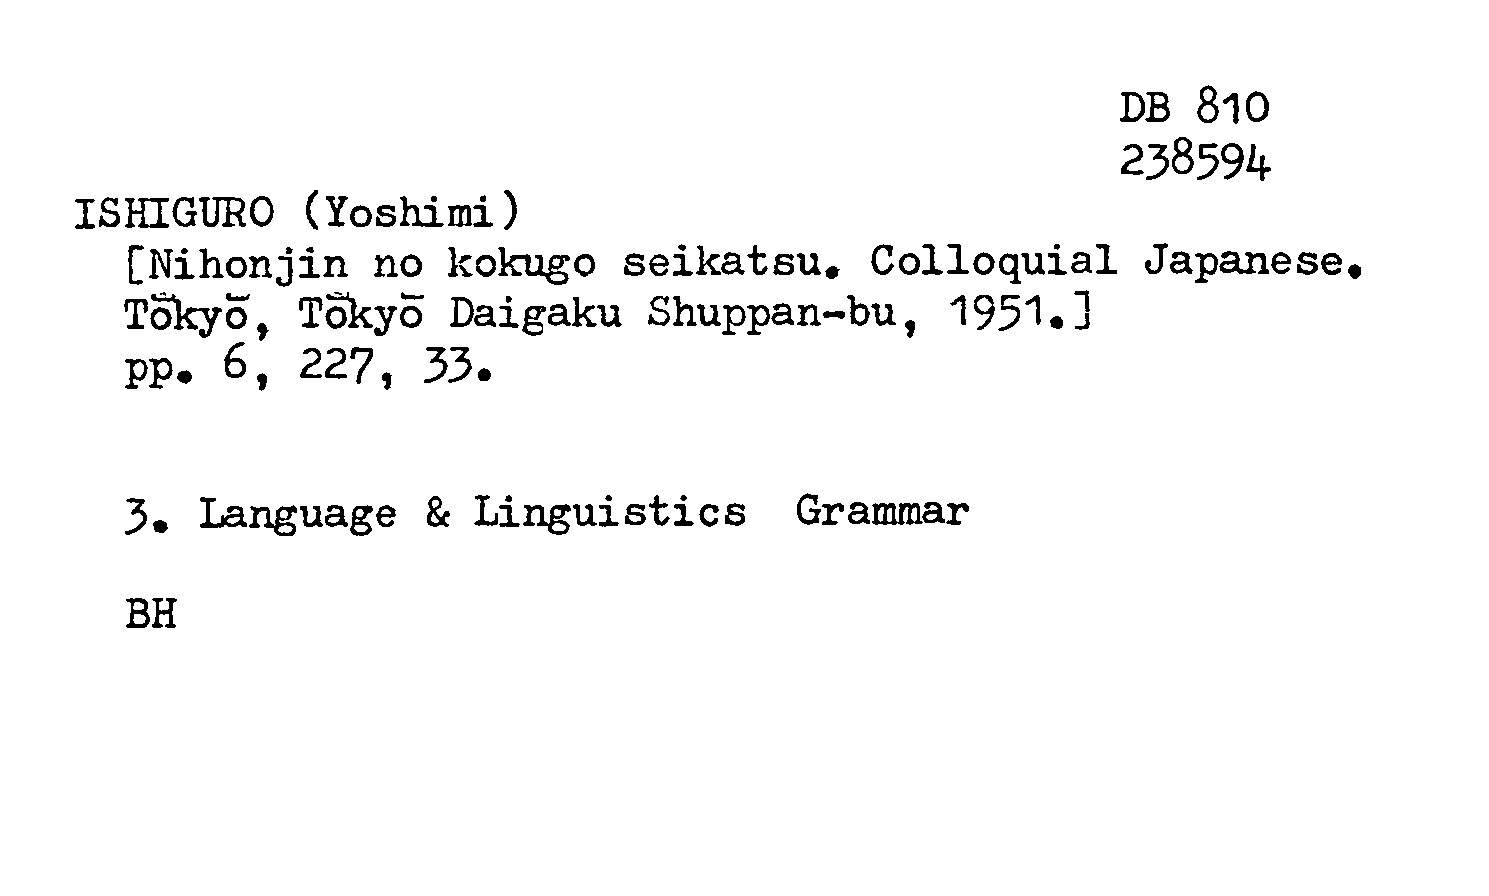 DB 810
238594
ISHIGURO (Yoshimi)
[Nihonjin no kokugo seikatsu. Colloquial Japanese.
Tōkyō, Tōkyō Daigaku Shuppan-bu, 1951.]
pp. 6, 227, 33.
3. Language & Linguistics Grammar
BH